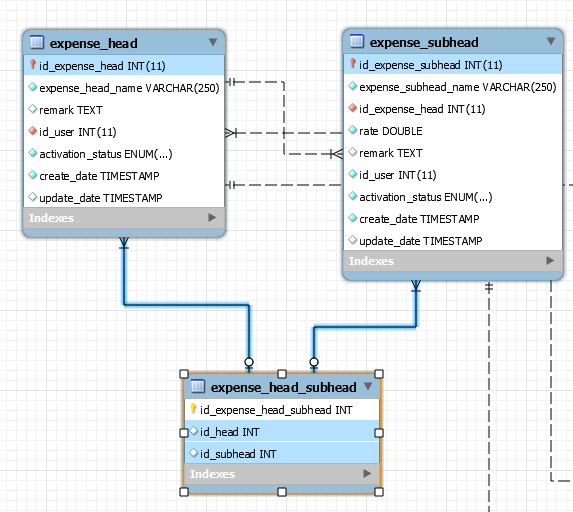 expense_head
id_expense_head INT(11)
expense_head_name VARCHAR(250)
remark TEXT
id_user INT(11)
activation_status ENUM(...)
create_date TIMESTAMP
update_date TIMESTAMP
Indexes
expense_subhead
id_expense_subhead INT(11)
expense_subhead_name VARCHAR(250)
id_expense_head INT(11)
rate DOUBLE
remark TEXT
id_user INT(11)
activation_status ENUM(...)
create_date TIMESTAMP
update_date TIMESTAMP
Indexes
expense_head_subhead
id_expense_head_subhead INT
id_head INT
id_subhead INT
Indexes